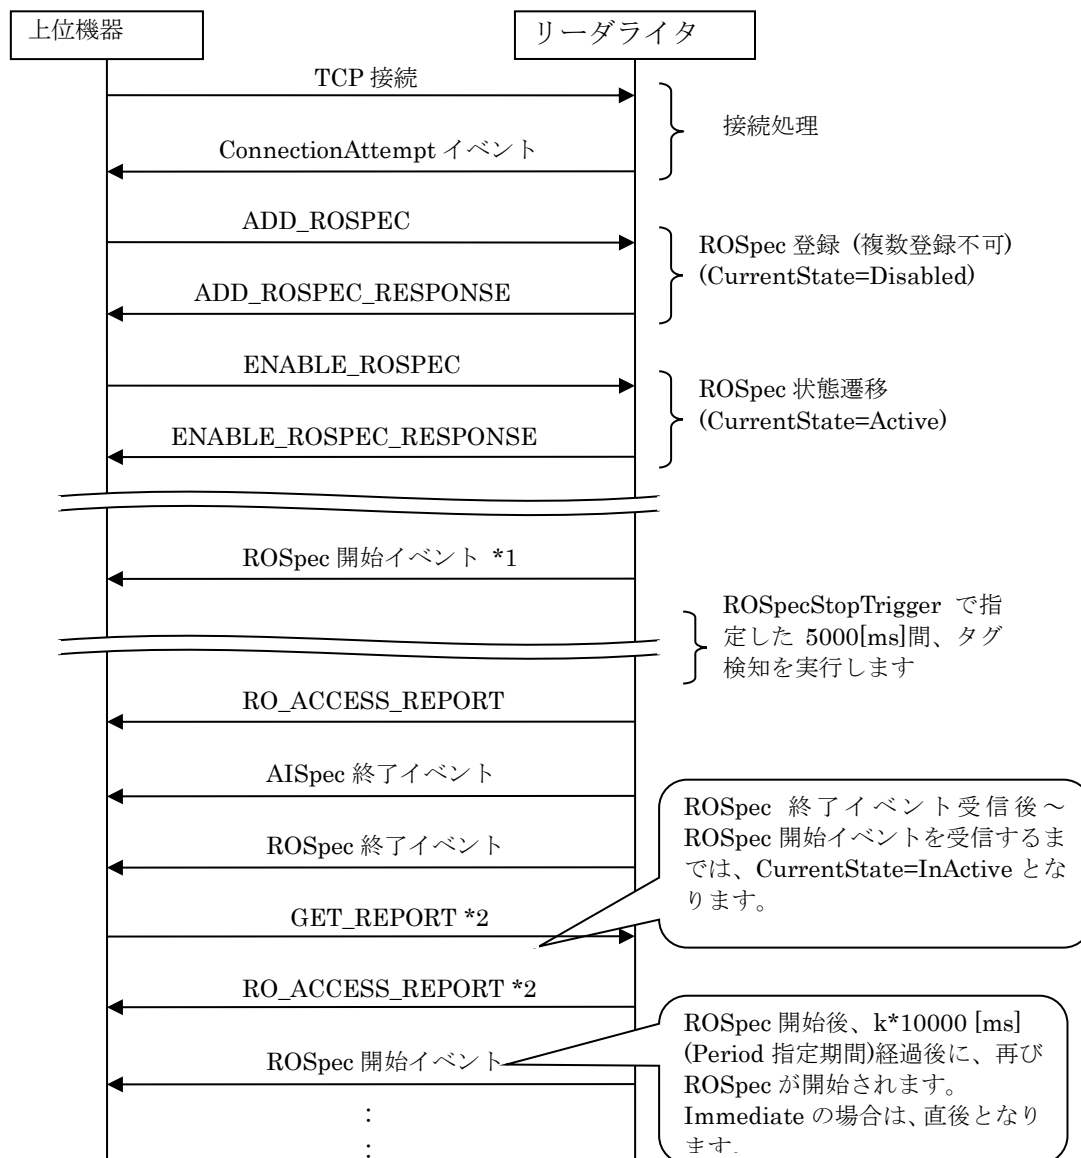 上位機器
リーダライタ
TCP 接続
接続処理
ConnectionAttempt イベント
ADD_ROSPEC
ROSpec 登録 (複数登録不可)
(CurrentState=Disabled)
ADD_ROSPEC_RESPONSE
ENABLE_ROSPEC
ROSpec 状態遷移
(CurrentState=Active)
ENABLE_ROSPEC_RESPONSE
ROSpec 開始イベント *1
ROSpecStopTrigger で指
定した 5000[ms]間、タグ
検知を実行します
RO_ACCESS_REPORT
AISpec 終了イベント
ROSpec 終了イベント
ROSpec 終了イベント受信後～
ROSpec 開始イベントを受信するま
では、CurrentState=InActive とな
ります。
GET_REPORT *2
RO_ACCESS_REPORT *2
ROSpec 開始イベント
ROSpec 開始後、k*10000 [ms]
(Period 指定期間)経過後に、再び
ROSpec が開始されます。
Immediate の場合は、直後となり
ます。
:
: